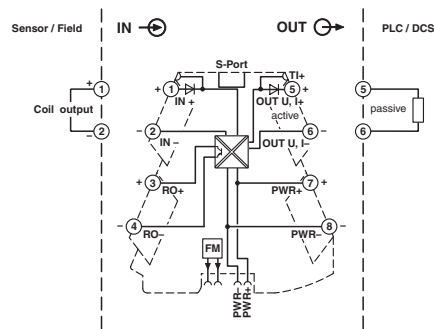 Sensor / Field
IN
OUT
PLC / DCS
S-Port
+ 1
+ 1
IN +
TI+
5 +
OUT U, I+
active
5
Coil output
passive
– 2
– 2
IN –
6 –
OUT U, I–
6
+ 3
RO+
7 +
PWR+
– 4
RO–
8 –
PWR–
FM
PWR–
PWR+